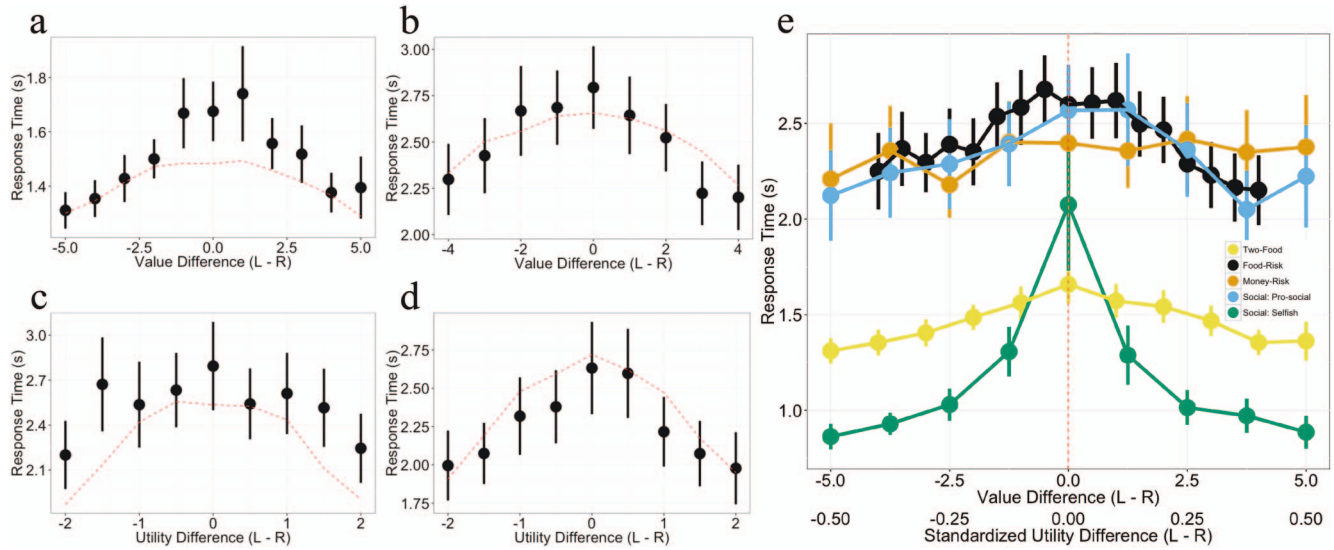 a
Response Time (s)
1.8
1.6
1.4
-5.0
-2.5
0.0
2.5
5.0
Value Difference (L - R)
b
Response Time (s)
3.00
2.75
2.50
2.25
2.00
-4
-2
0
2
4
Value Difference (L - R)
c
Response Time (s)
3.0
2.7
2.4
2.1
-2
-1
0
1
2
Utility Difference (L - R)
d
Response Time (s)
2.75
2.50
2.25
2.00
1.75
-2
-1
0
1
2
Utility Difference (L - R)
e
Response Time (s)
2.5
2.0
1.5
1.0
Two-Food
Food-Risk
Money-Risk
Social: Pro-social
Social: Selfish
-5.0
-2.5
0.0
2.5
5.0
Value Difference (L - R)
-0.50
-0.25
0.00
0.25
0.50
Standardized Utility Difference (L - R)